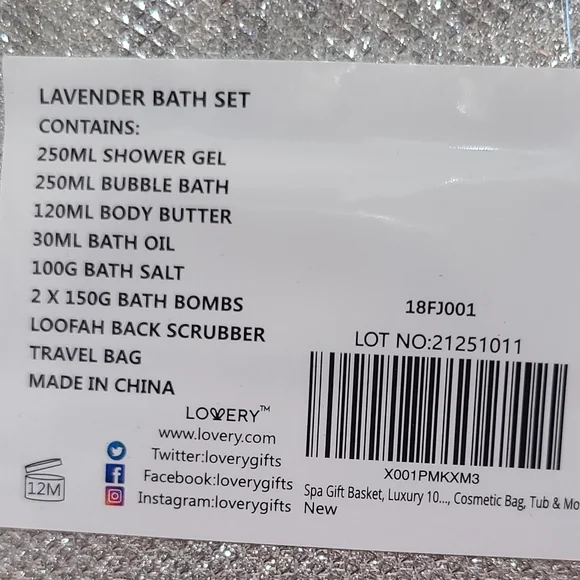 LAVENDER BATH SET
CONTAINS:
250ML SHOWER GEL
250ML BUBBLE BATH
120ML BODY BUTTER
30ML BATH OIL
100G BATH SALT
2 X 150G BATH BOMBS
LOOFAH BACK SCRUBBER
TRAVEL BAG
MADE IN CHINA
LOVERY™
www.lovery.com
Twitter:loverygifts
Facebook:loverygifts
Instagram:loverygifts
12M
18FJ001
LOT NO:21251011
X001PMKXM3
Spa Gift Basket, Luxury 10..., Cosmetic Bag, Tub & Mo
New